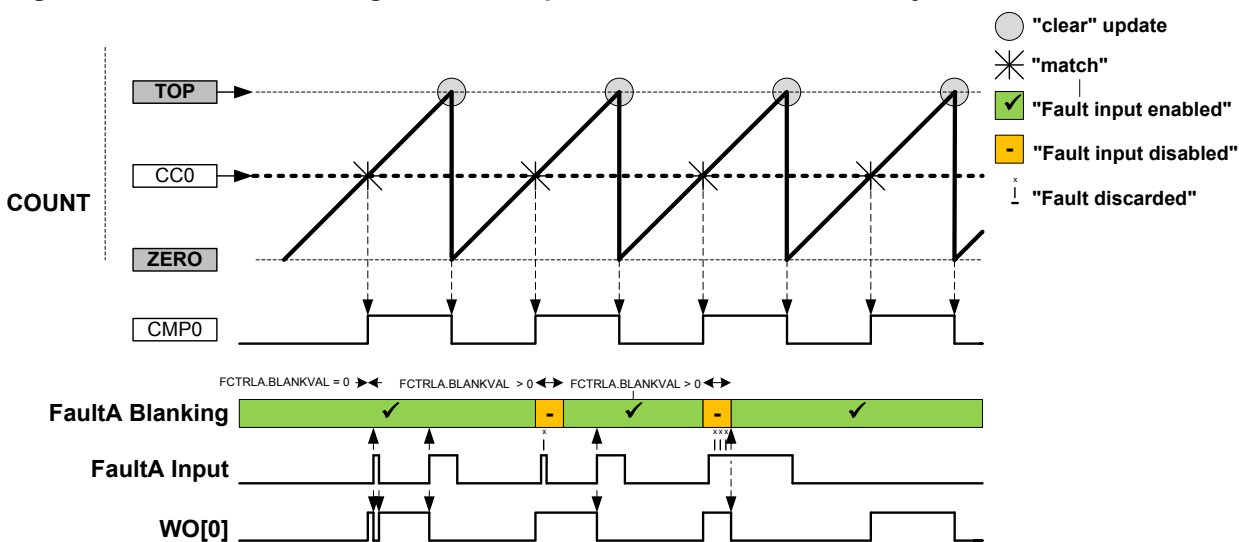 "clear" update
"match"
"Fault input enabled"
"Fault input disabled"
"Fault discarded"
TOP
CC0
COUNT
ZERO
CMP0
FCTRLA.BLANKVAL = 0 FCTRLA.BLANKVAL > 0 FCTRLA.BLANKVAL > 0
FaultA Blanking
- -
x x x x
FaultA Input
WO[0]